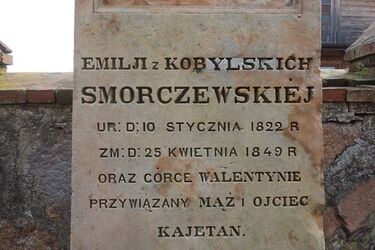 EMILJI z KOBYLSKICH
SMORCZEWSKIEJ
UR: D: 10 STYCZNIA 1822 R
ZM: D: 25 KWIETNIA 1849 R
ORAZ CÓRCE WALENTYNIE
PRZYWIĄZANY MĄŻ I OJCIEC
KAJETAN.